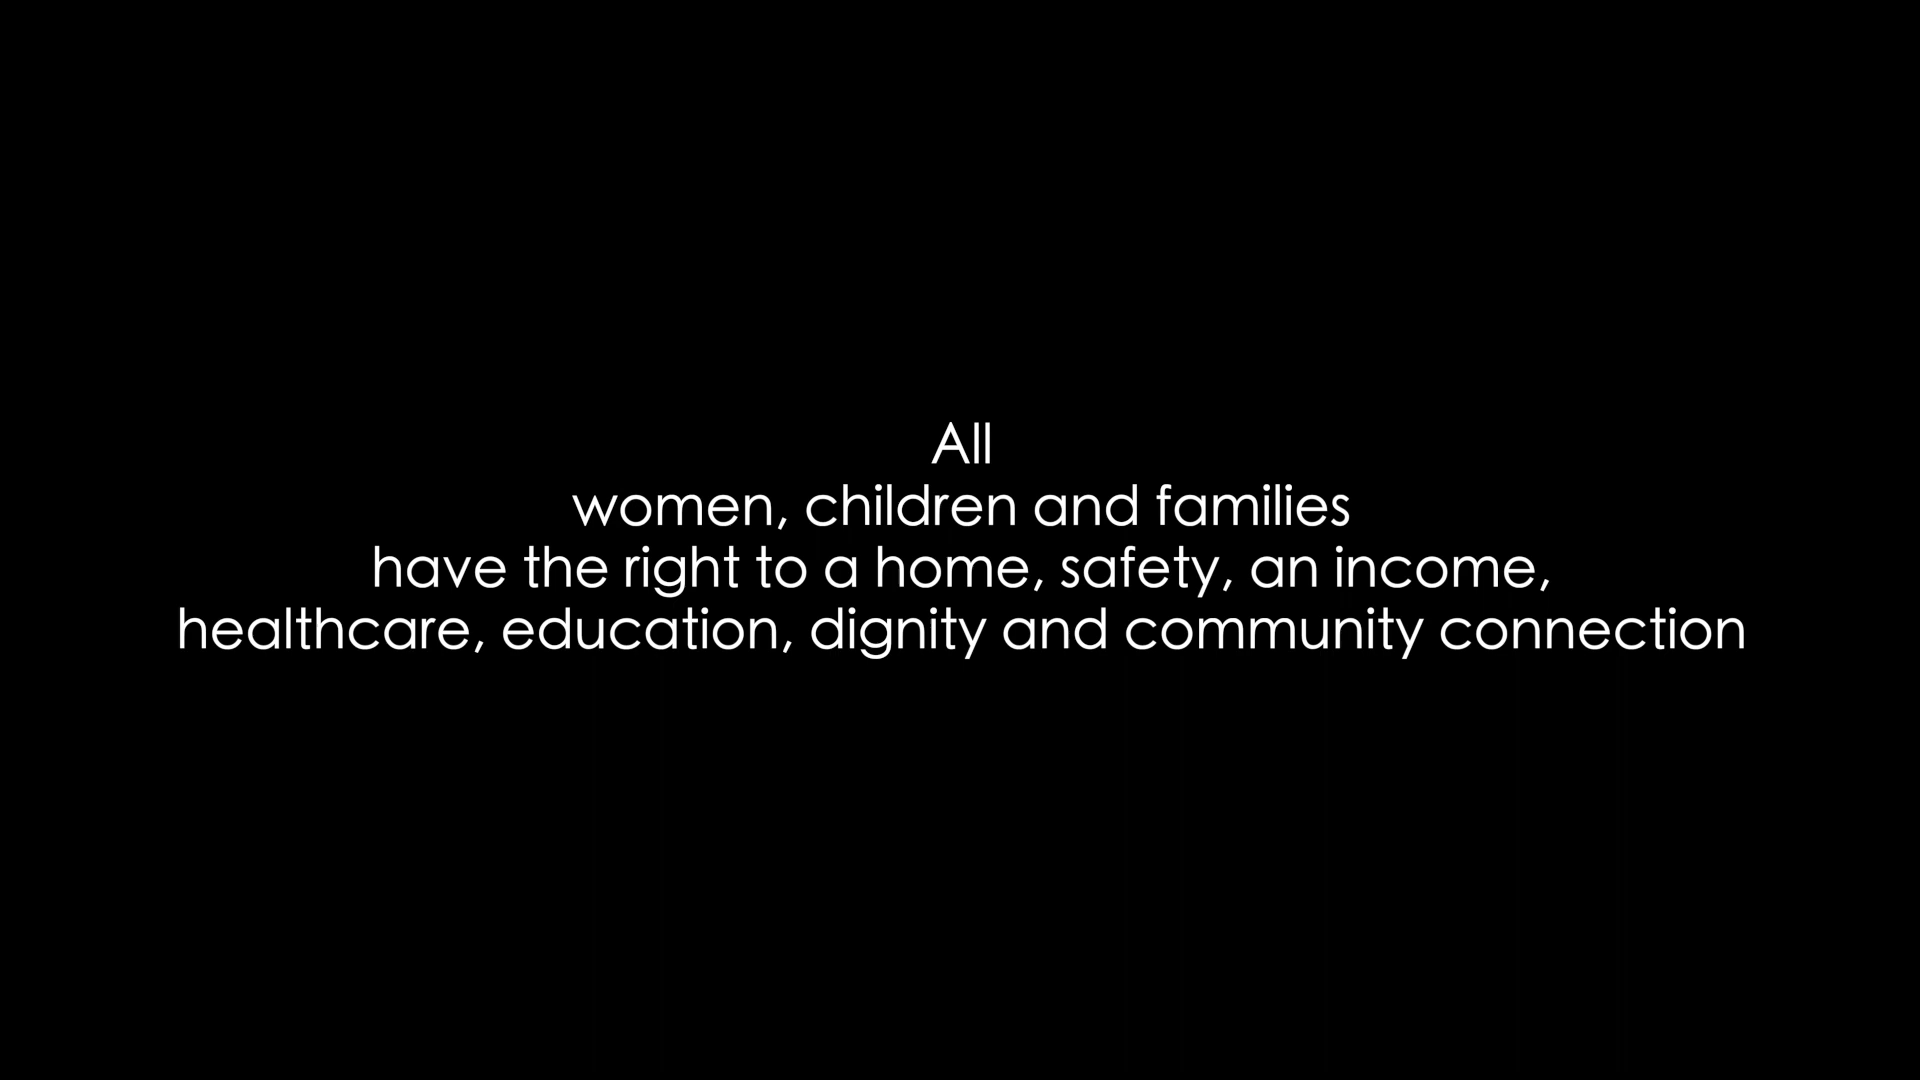 All
women, children and families
have the right to a home, safety, an income,
healthcare, education, dignity and community connection